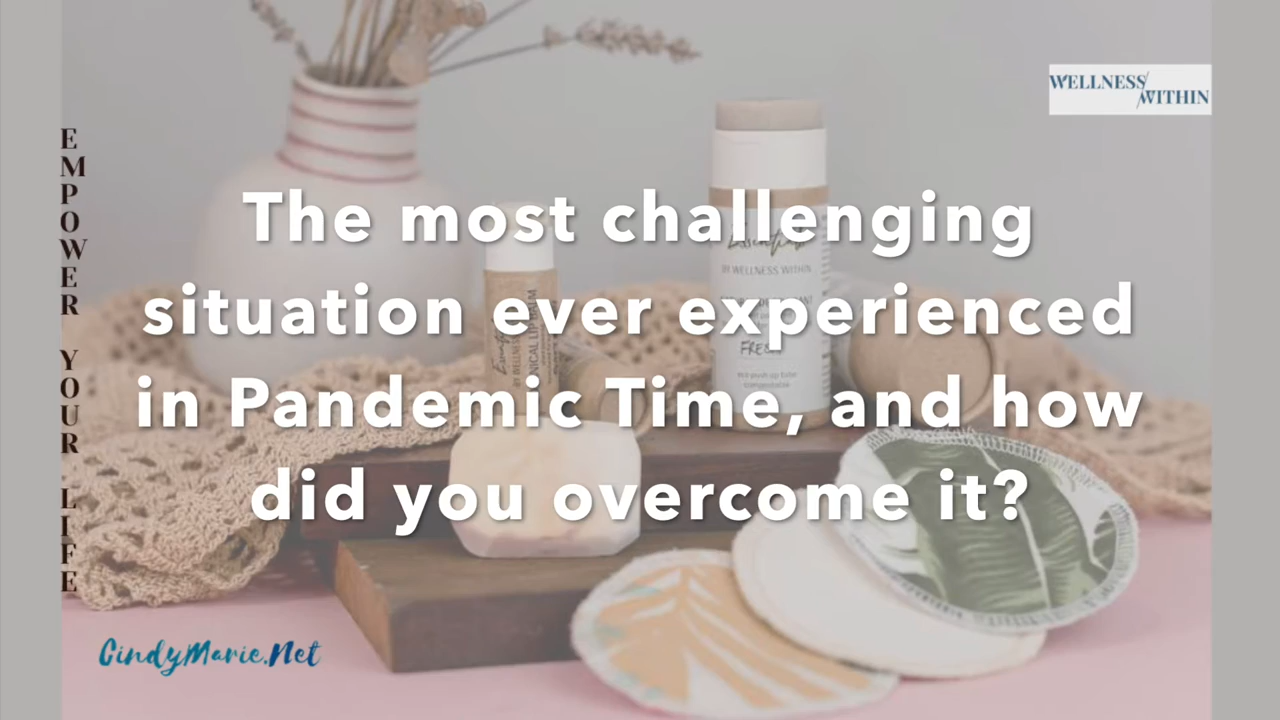 WELLNESS
WITHIN
EMPOWER YOUR LIFE
The most challenging
situation ever experienced
in Pandemic Time, and how
did you overcome it?
BY WELLNESS WITHIN
FRESH
CindyMarie.Net